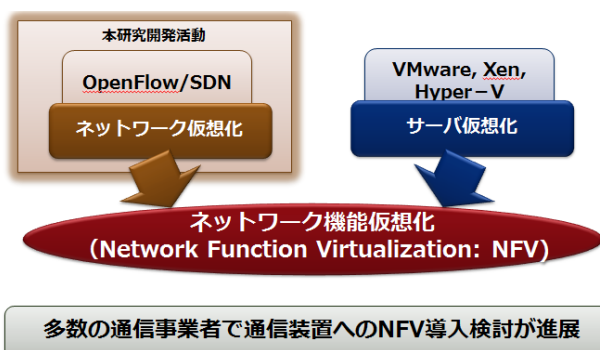 本研究開発活動
OpenFlow/SDN
ネットワーク仮想化
VMware, Xen,
Hyper－V
サーバ仮想化
ネットワーク機能仮想化
（Network Function Virtualization: NFV）
多数の通信事業者で通信装置へのNFV導入検討が進展